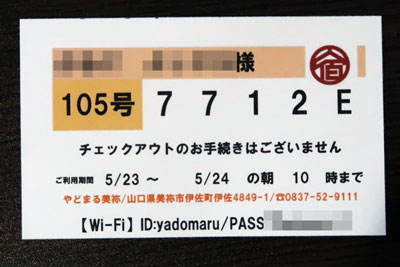 様
105号 7712E
チェックアウトのお手続きはございません
ご利用期間 5/23 ～ 5/24 の朝 10 時まで
やどまる美祢/山口県美祢市伊佐町伊佐4849-1/☎0837-52-9111
【Wi-Fi】ID:yadomaru/PASS